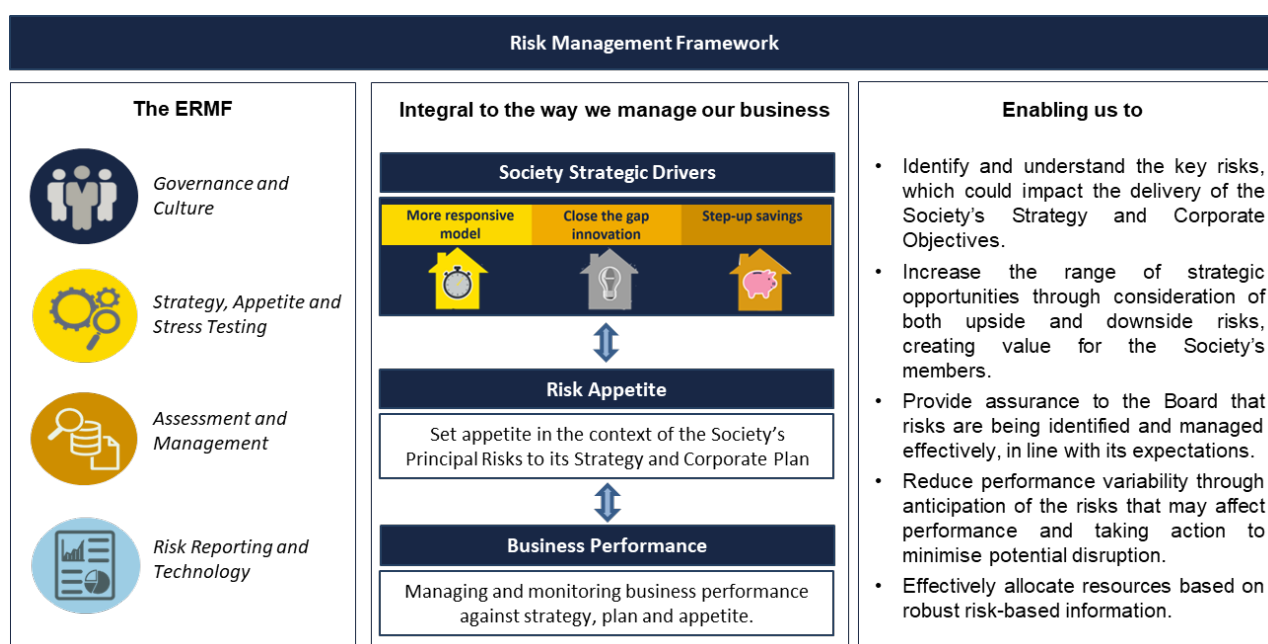 Risk Management Framework
The ERMF
Governance and
Culture
Strategy, Appetite and
Stress Testing
Assessment and
Management
Risk Reporting and
Technology
Integral to the way we manage our business
Society Strategic Drivers
More responsive
model
Close the gap
innovation
Step-up savings
Risk Appetite
Set appetite in the context of the Society’s
Principal Risks to its Strategy and Corporate Plan
Business Performance
Managing and monitoring business performance
against strategy, plan and appetite.
Enabling us to
• Identify and understand the key risks,
which could impact the delivery of the
Society’s Strategy and Corporate
Objectives.
• Increase the range of strategic
opportunities through consideration of
both upside and downside risks,
creating value for the Society’s
members.
• Provide assurance to the Board that
risks are being identified and managed
effectively, in line with its expectations.
• Reduce performance variability through
anticipation of the risks that may affect
performance and taking action to
minimise potential disruption.
• Effectively allocate resources based on
robust risk-based information.